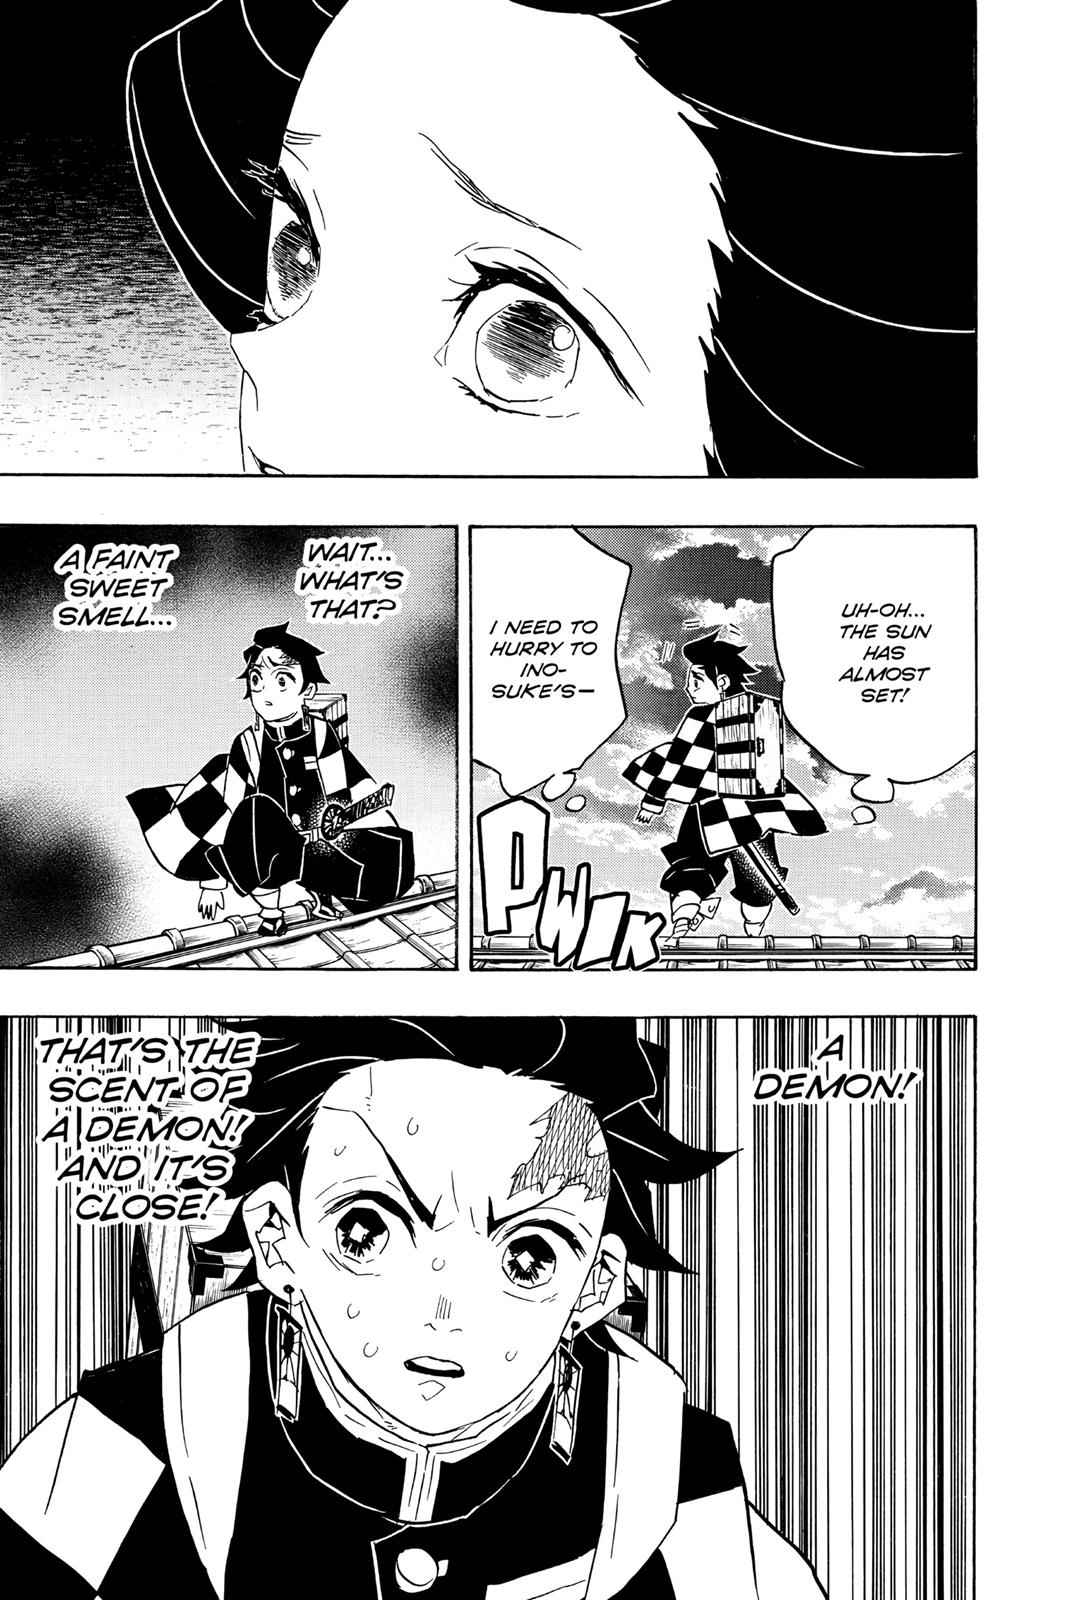 UH-OH...
THE SUN
HAS
ALMOST
SET!
I NEED TO
HURRY TO
INO-
SUKE'S—
PWIK
WAIT...
WHAT'S
THAT?
A FAINT
SWEET
SMELL...
A
DEMON!
THAT'S THE
SCENT OF
A DEMON!
AND IT'S
CLOSE!